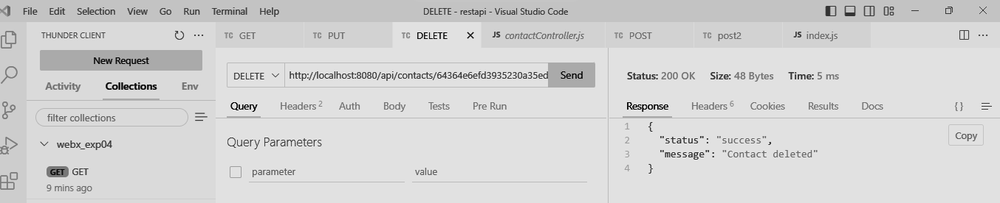 File Edit Selection View Go Run Terminal Help DELETE - restapi - Visual Studio Code
THUNDER CLIENT
New Request
Activity Collections Env
filter collections
webx_exp04
GET GET
9 mins ago
TC GET TC PUT TC DELETE JS contactController.js TC POST TC post2 JS index.js
DELETE http://localhost:8080/api/contacts/64364e6efd3935230a35ed Send
Query Headers 2 Auth Body Tests Pre Run
Query Parameters
parameter value
Status: 200 OK Size: 48 Bytes Time: 5 ms
Response Headers 6 Cookies Results Docs {}
Copy
1 {
2 "status": "success",
3 "message": "Contact deleted"
4 }